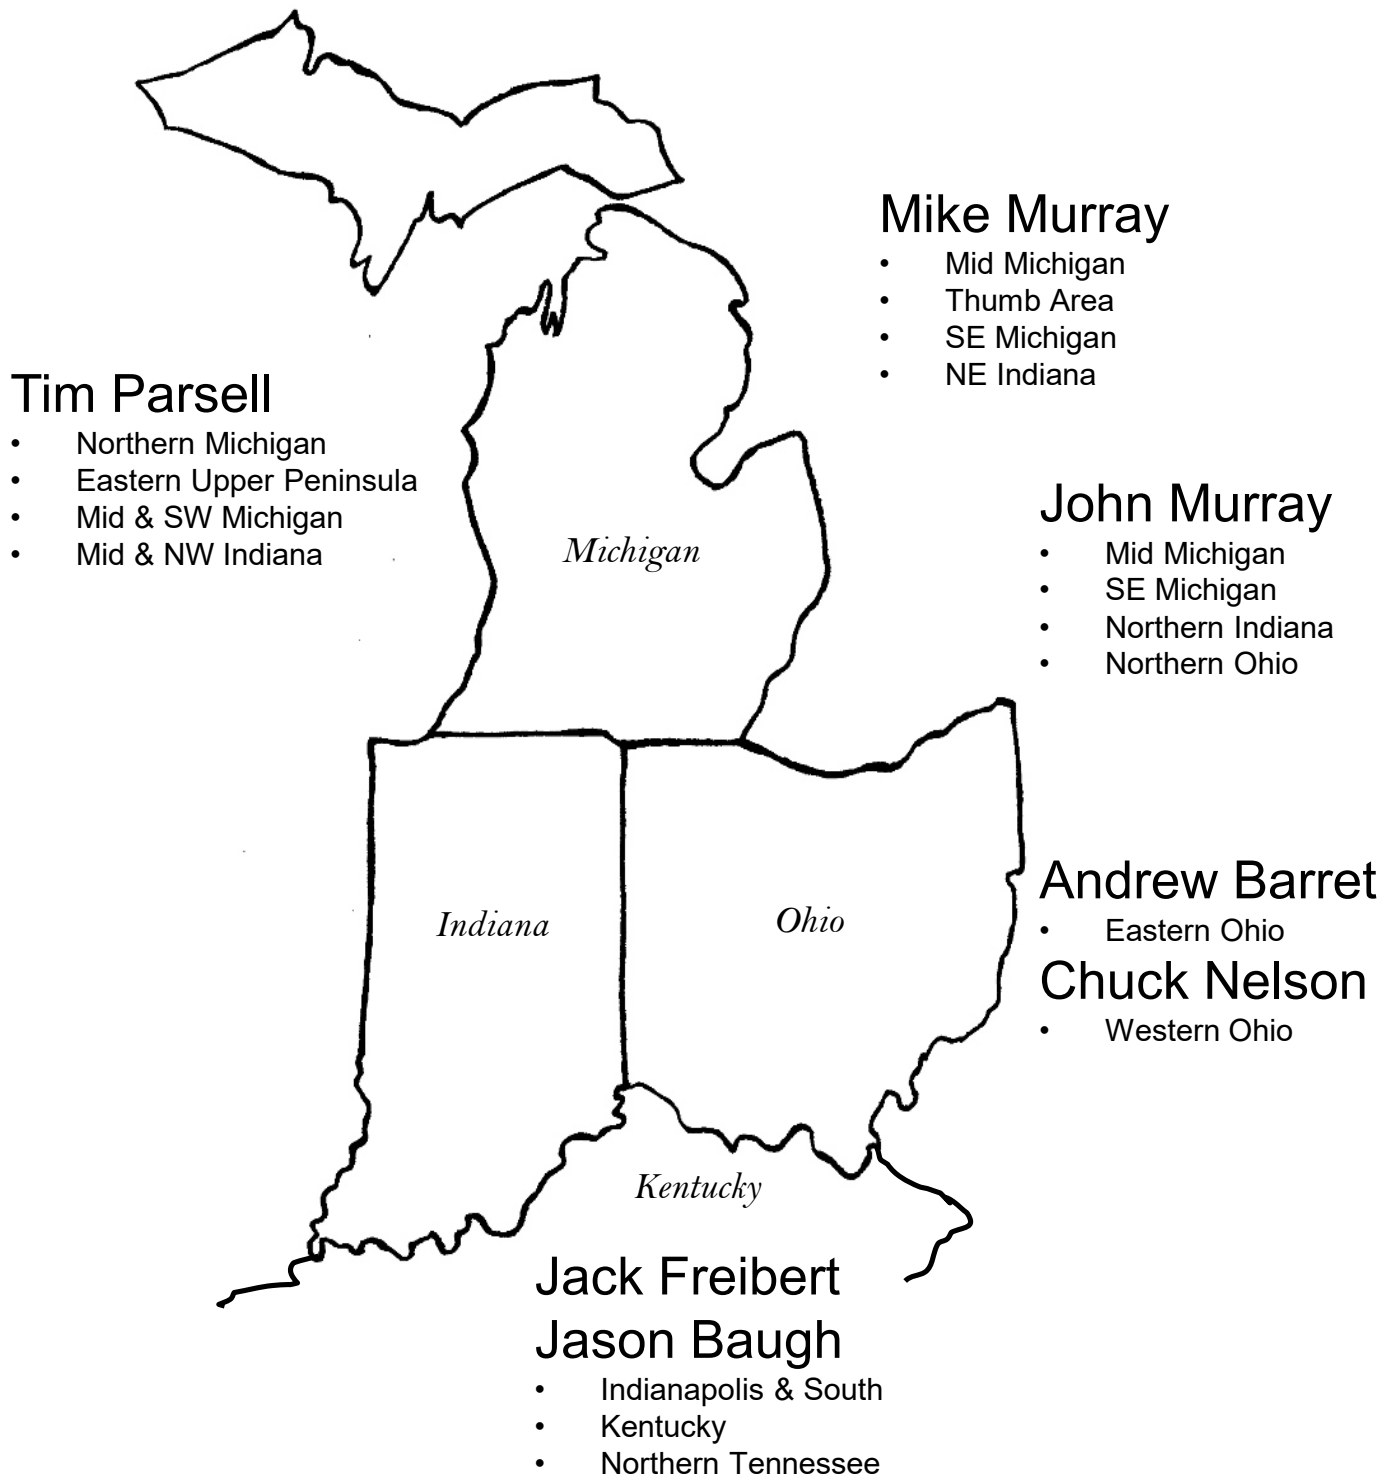 Mike Murray
• Mid Michigan
• Thumb Area
• SE Michigan
• NE Indiana
Tim Parsell
• Northern Michigan
• Eastern Upper Peninsula
• Mid & SW Michigan
• Mid & NW Indiana
John Murray
• Mid Michigan
• SE Michigan
• Northern Indiana
• Northern Ohio
Michigan
Indiana
Ohio
Andrew Barret
• Eastern Ohio
Chuck Nelson
• Western Ohio
Kentucky
Jack Freibert
Jason Baugh
• Indianapolis & South
• Kentucky
• Northern Tennessee